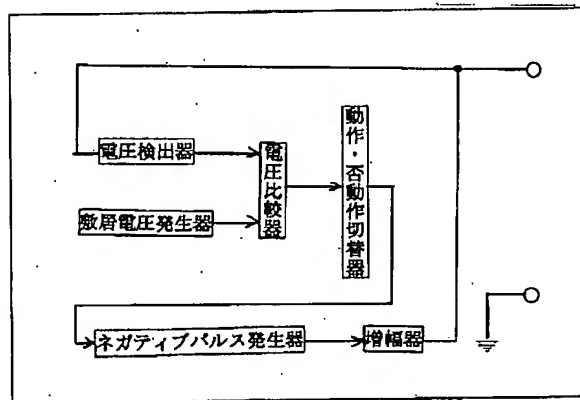 電圧検出器
敷居電圧発生器
電圧比較器
動作・否動作切替器
ネガティブパルス発生器
増幅器